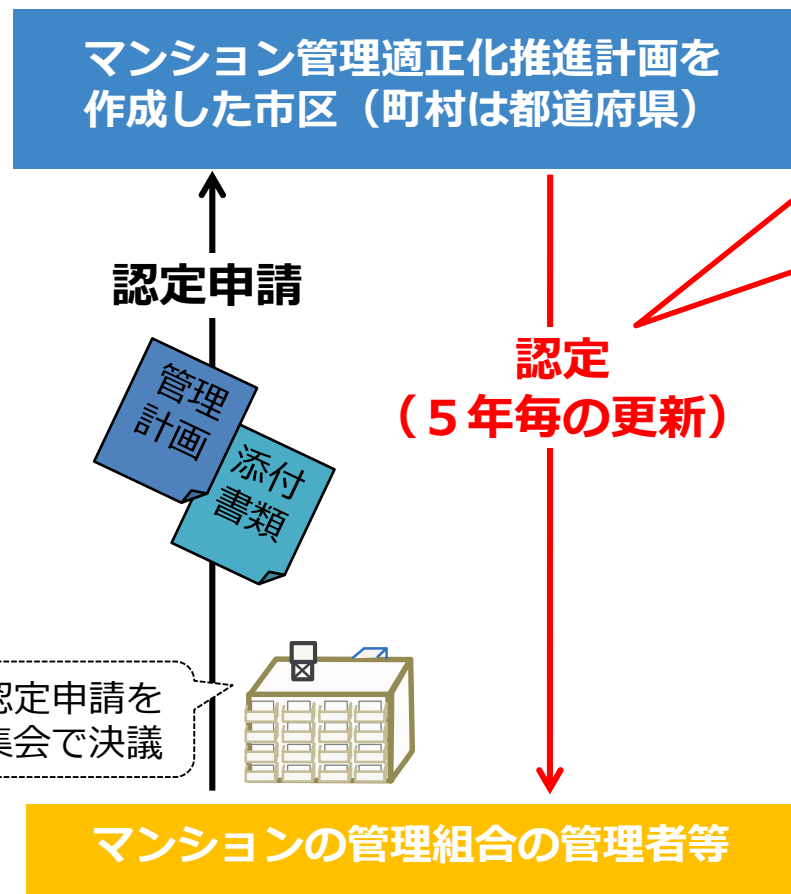 マンション管理適正化推進計画を
作成した市区（町村は都道府県）
認定申請
管理
計画
添付
書類
認定
（５年毎の更新）
認定申請を
集会で決議
マンションの管理組合の管理者等